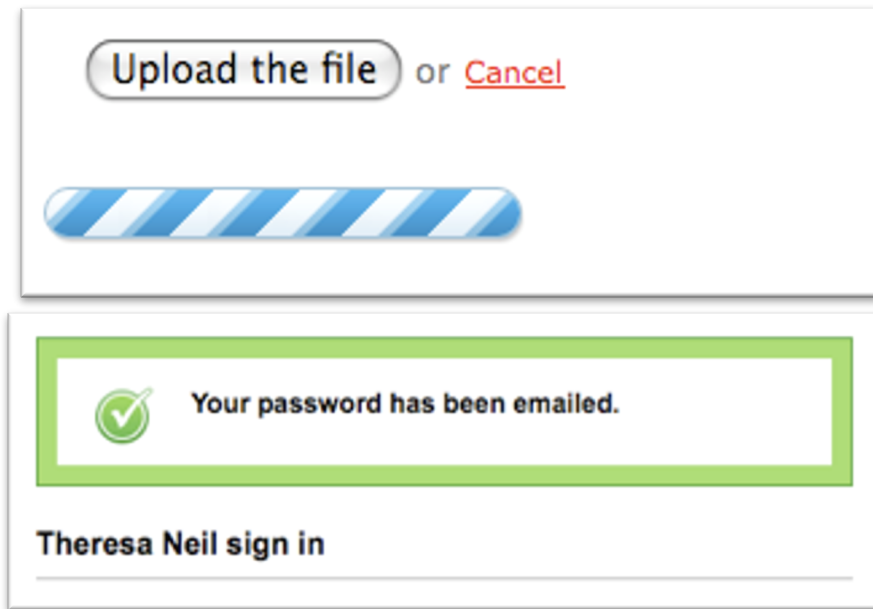 Upload the file or Cancel
Your password has been emailed.
Theresa Neil sign in